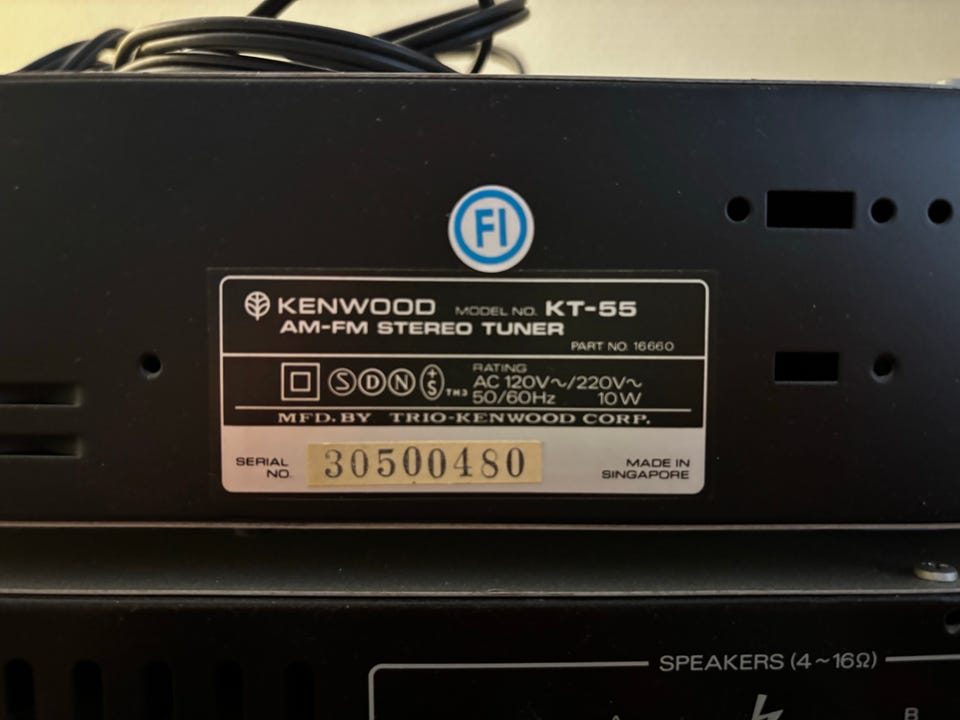 FI
KENWOOD MODEL NO. KT-55
AM-FM STEREO TUNER
PART NO. 16660
S D N +S TM3
RATING
AC 120V~/220V~
50/60Hz 10W
MFD. BY TRIO-KENWOOD CORP.
SERIAL NO. 30500480
MADE IN
SINGAPORE
SPEAKERS (4~16Ω)
B